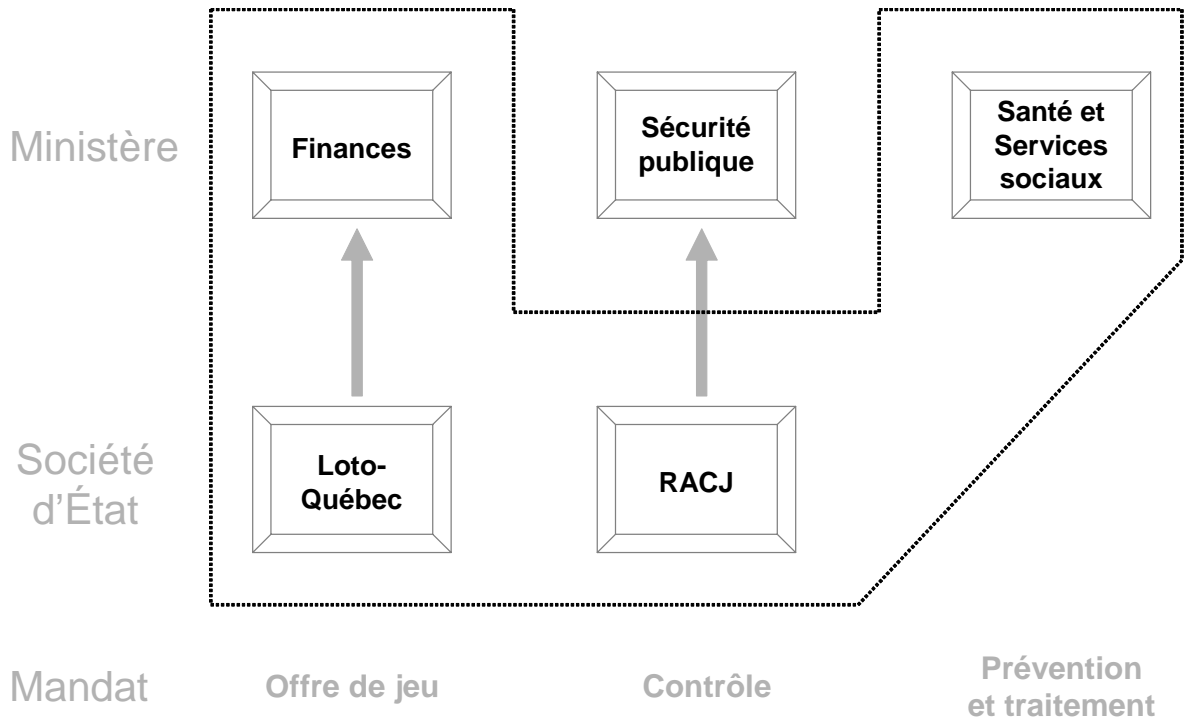 Ministère
Finances
Sécurité
publique
Santé et
Services
sociaux
Société
d'État
Loto-
Québec
RACJ
Mandat
Offre de jeu
Contrôle
Prévention
et traitement